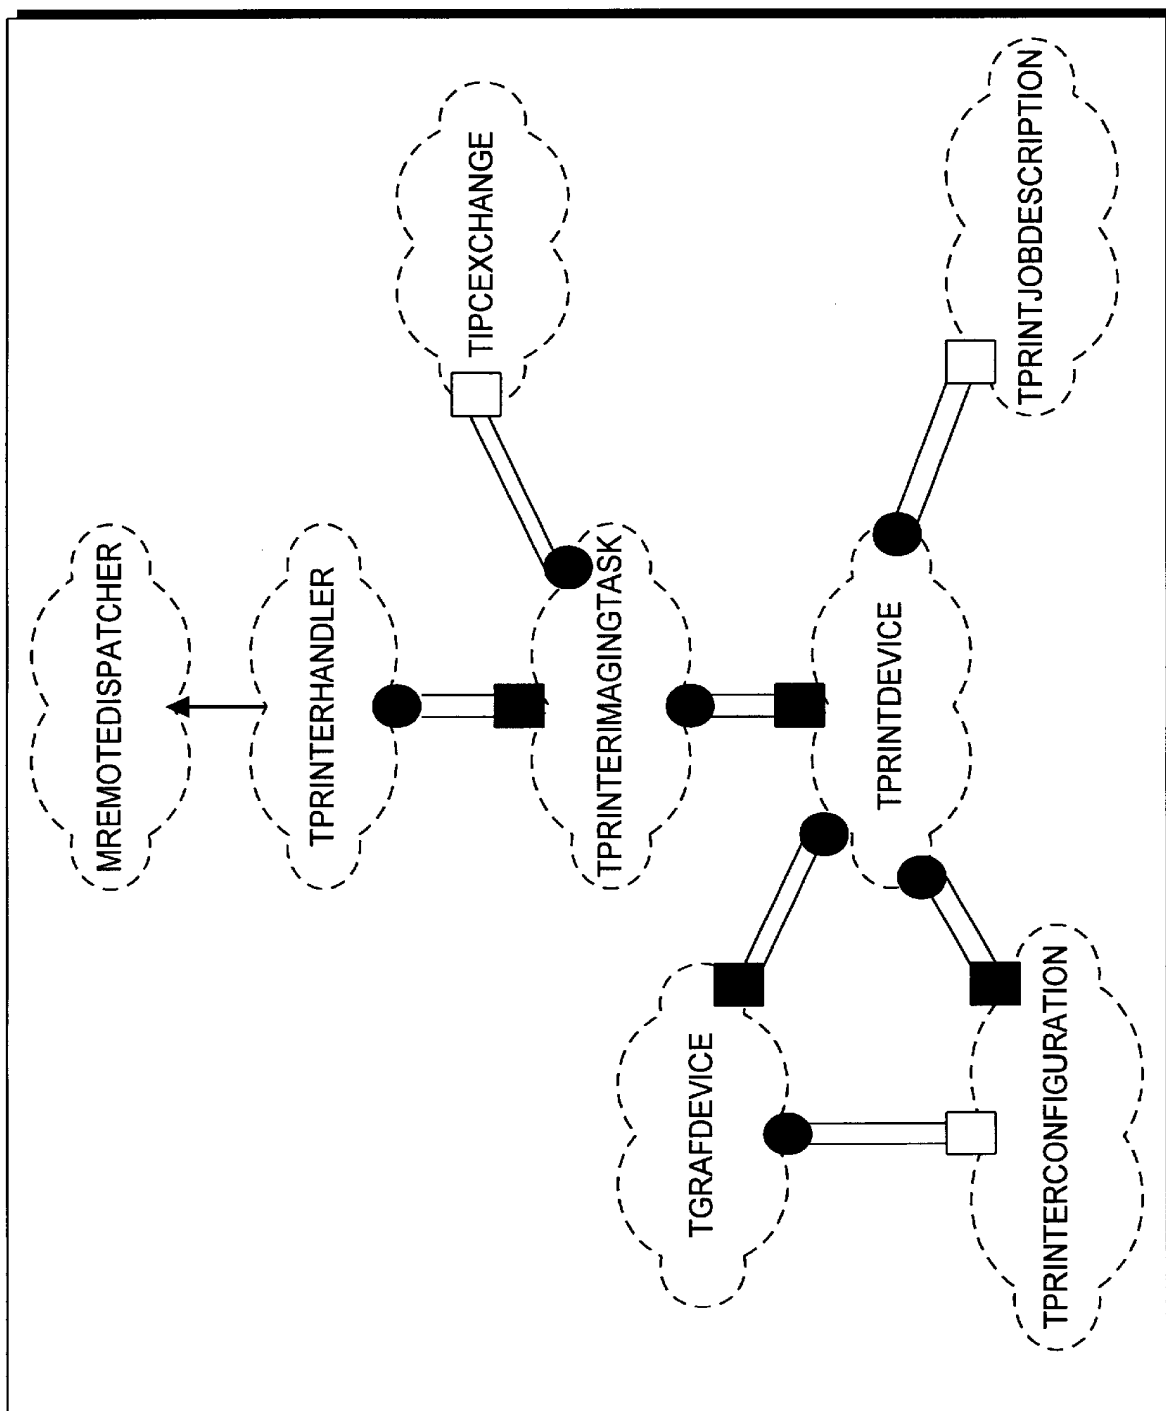 MREMOTEDISPATCHER
TPRINTERHANDLER
TIPCEXCHANGE
TPRINTERIMAGINGTASK
TGRAFDEVICE
TPRINTDEVICE
TPRINTERCONFIGURATION
TPRINTJOBDESCRIPTION